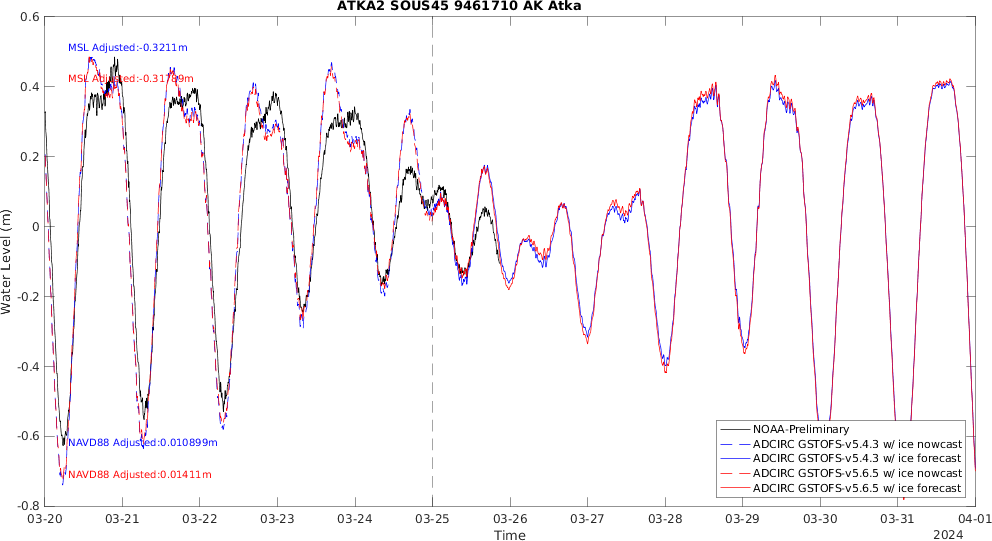 ATKA2 SOUS45 9461710 AK Atka
0.6
0.4
0.2
0
-0.2
-0.4
-0.6
-0.8
Water Level (m)
MSL Adjusted:-0.3211m
MSL Adjusted:-0.31789m
NAVD88 Adjusted:0.010899m
NAVD88 Adjusted:0.01411m
NOAA-Preliminary
ADCIRC GSTOFS-v5.4.3 w/ ice nowcast
ADCIRC GSTOFS-v5.4.3 w/ ice forecast
ADCIRC GSTOFS-v5.6.5 w/ ice nowcast
ADCIRC GSTOFS-v5.6.5 w/ ice forecast
03-20 03-21 03-22 03-23 03-24 03-25 03-26 03-27 03-28 03-29 03-30 03-31 04-01
Time
2024